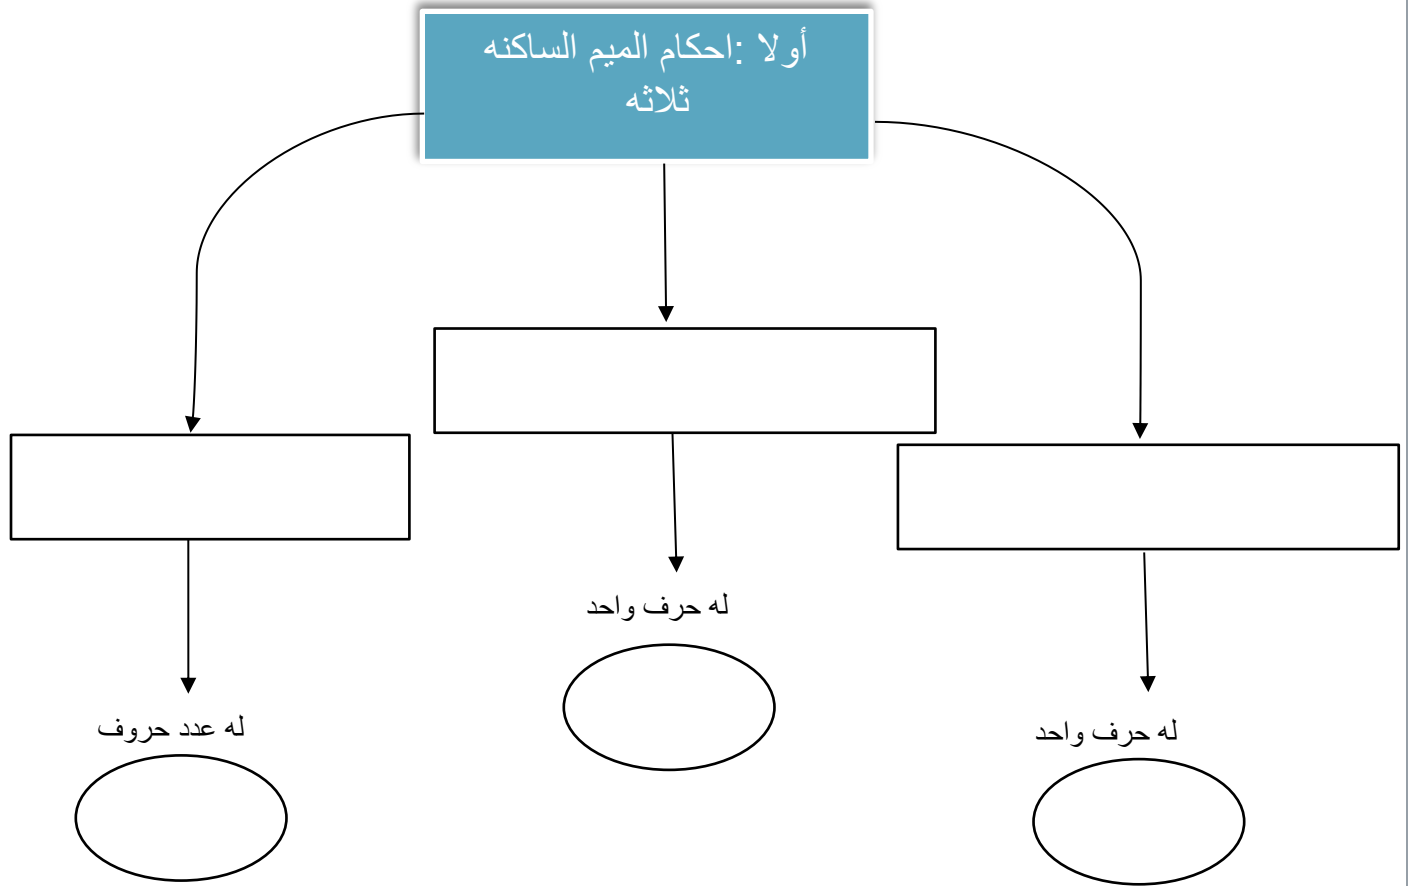 أولا :احكام الميم الساكنه
ثلاثه
له حرف واحد
له حرف واحد
له عدد حروف